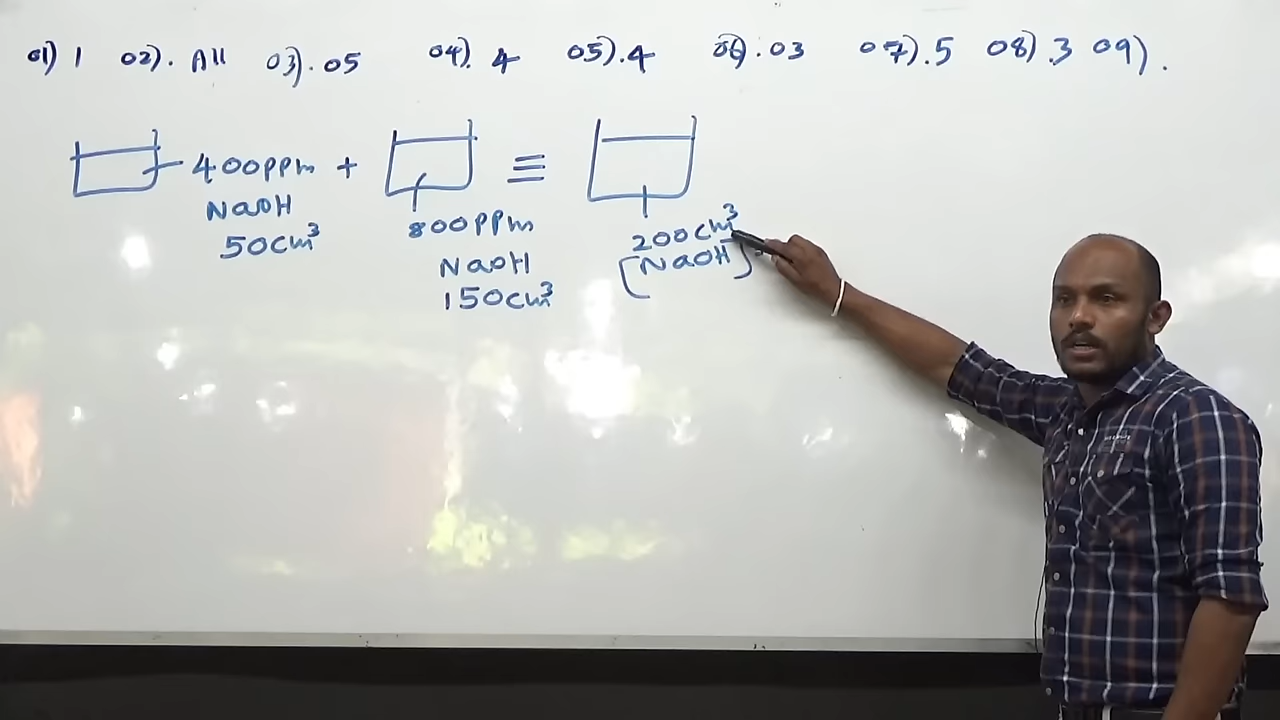 01) 1 02). All 03). 05 04). 4 05). 4 06). 03 07). 5 08). 3 09).
400ppm + ≡
NaOH
50cm³
800ppm
NaOH
150cm³
200cm³
[NaOH] =